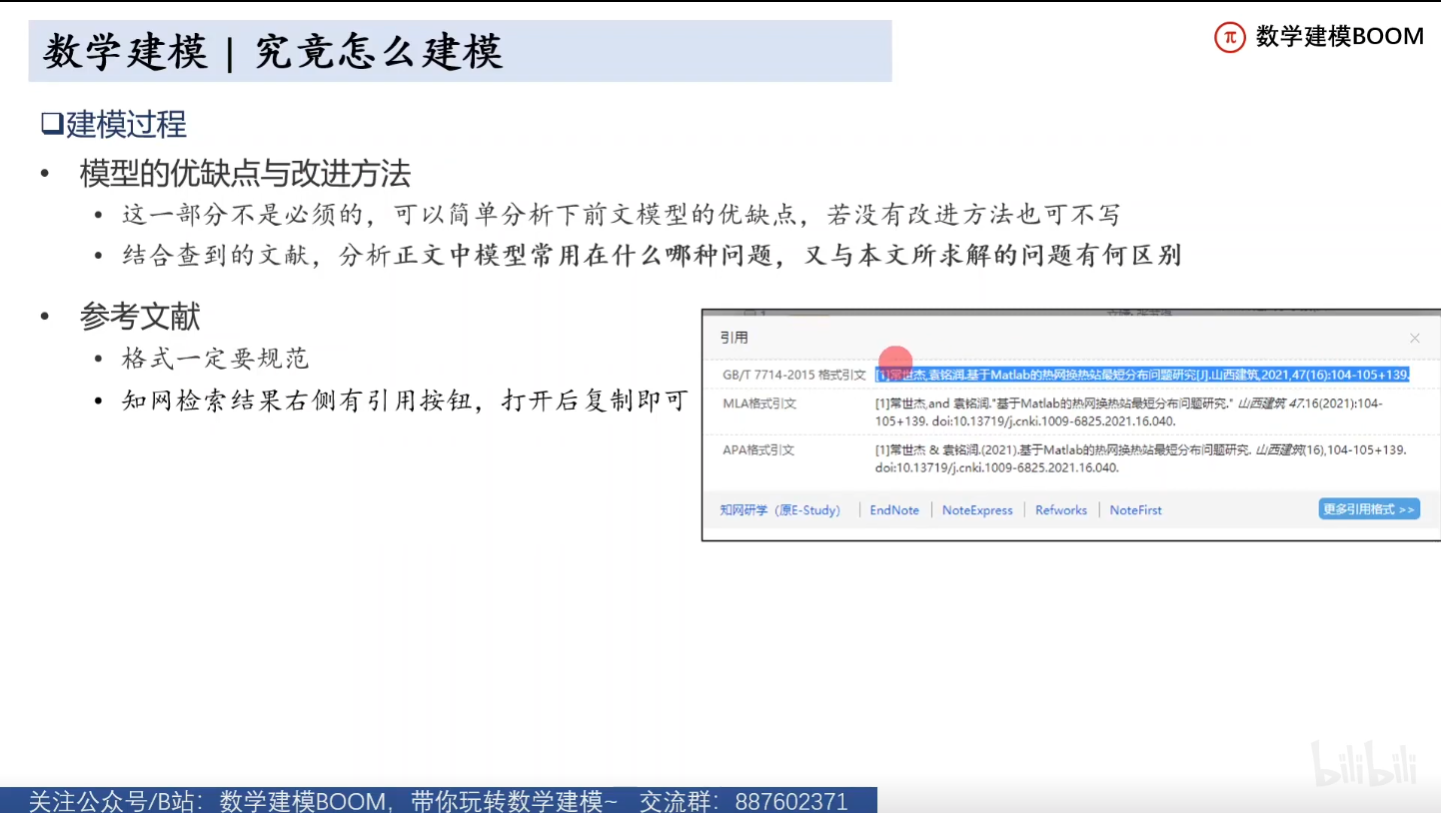 数学建模 | 究竟怎么建模
π 数学建模BOOM
❑建模过程
• 模型的优缺点与改进方法
• 这一部分不是必须的，可以简单分析下前文模型的优缺点，若没有改进方法也可不写
• 结合查到的文献，分析正文中模型常用在什么哪种问题，又与本文所求解的问题有何区别
• 参考文献
• 格式一定要规范
• 知网检索结果右侧有引用按钮，打开后复制即可
引用
GB/T 7714-2015 格式引文 [1]常世杰,袁铭润.基于Matlab的热网换热站最短分布问题研究[J].山西建筑,2021,47(16):104-105+139.
MLA格式引文 [1]常世杰,and 袁铭润."基于Matlab的热网换热站最短分布问题研究." 山西建筑 47.16(2021):104-
105+139. doi:10.13719/j.cnki.1009-6825.2021.16.040.
APA格式引文 [1]常世杰 & 袁铭润.(2021).基于Matlab的热网换热站最短分布问题研究. 山西建筑(16),104-105+139.
doi:10.13719/j.cnki.1009-6825.2021.16.040.
知网研学（原E-Study) EndNote NoteExpress Refworks NoteFirst 更多引用格式 >>
bilibili
关注公众号/B站：数学建模BOOM，带你玩转数学建模~ 交流群：887602371